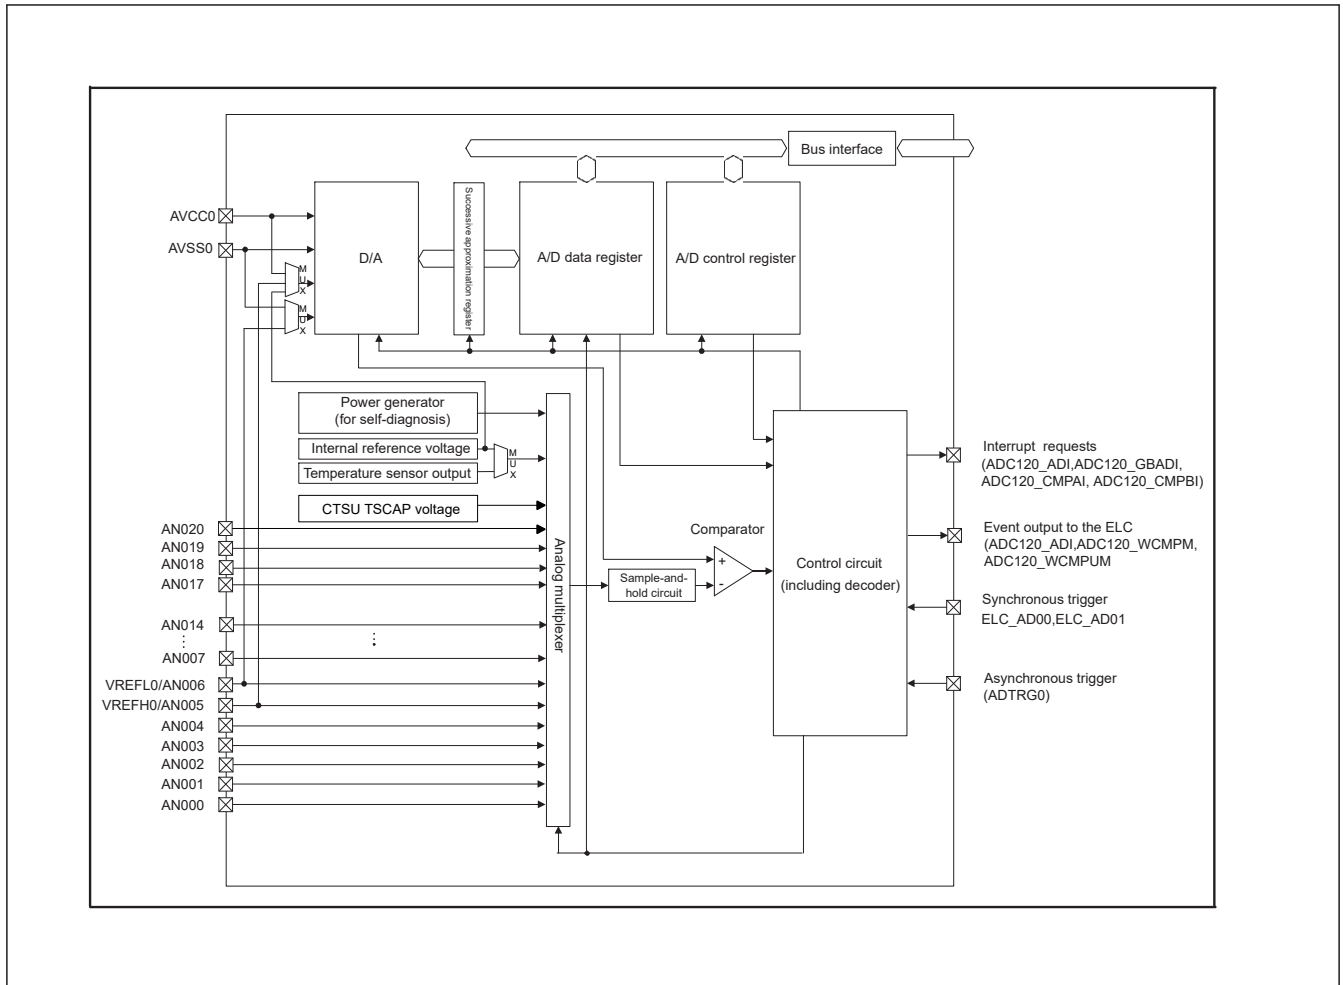 Bus interface
AVCC0
AVSS0
D/A
Successive approximation register
A/D data register
A/D control register
MUX
MUX
Power generator
(for self-diagnosis)
Internal reference voltage
Temperature sensor output
MUX
CTSU TSCAP voltage
AN020
AN019
AN018
AN017
AN014
AN007
VREFL0/AN006
VREFH0/AN005
AN004
AN003
AN002
AN001
AN000
Analog multiplexer
Sample-and-
hold circuit
Comparator
+
-
Control circuit
(including decoder)
Interrupt requests
(ADC120_ADI,ADC120_GBADI,
ADC120_CMPAI, ADC120_CMPBI)
Event output to the ELC
(ADC120_ADI,ADC120_WCMPM,
ADC120_WCMPUM
Synchronous trigger
ELC_AD00,ELC_AD01
Asynchronous trigger
(ADTRG0)